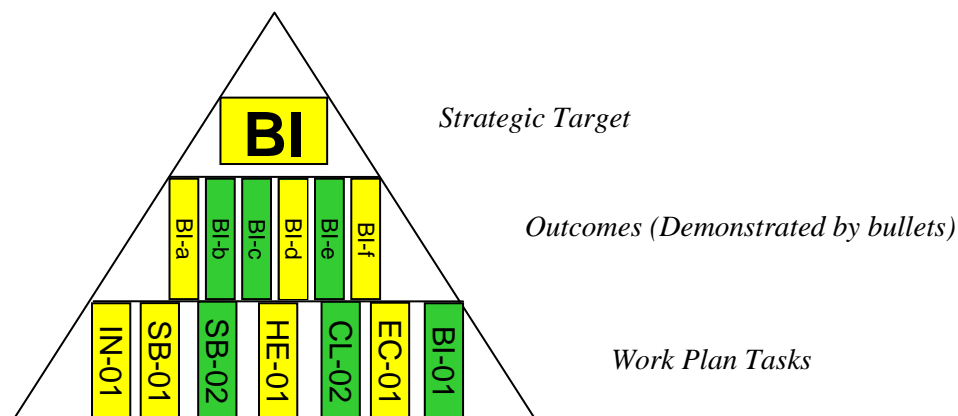 BI
Strategic Target
BI-a
BI-b
BI-c
BI-d
BI-e
BI-f
Outcomes (Demonstrated by bullets)
IN-01
SB-01
SB-02
HE-01
CL-02
EC-01
BI-01
Work Plan Tasks